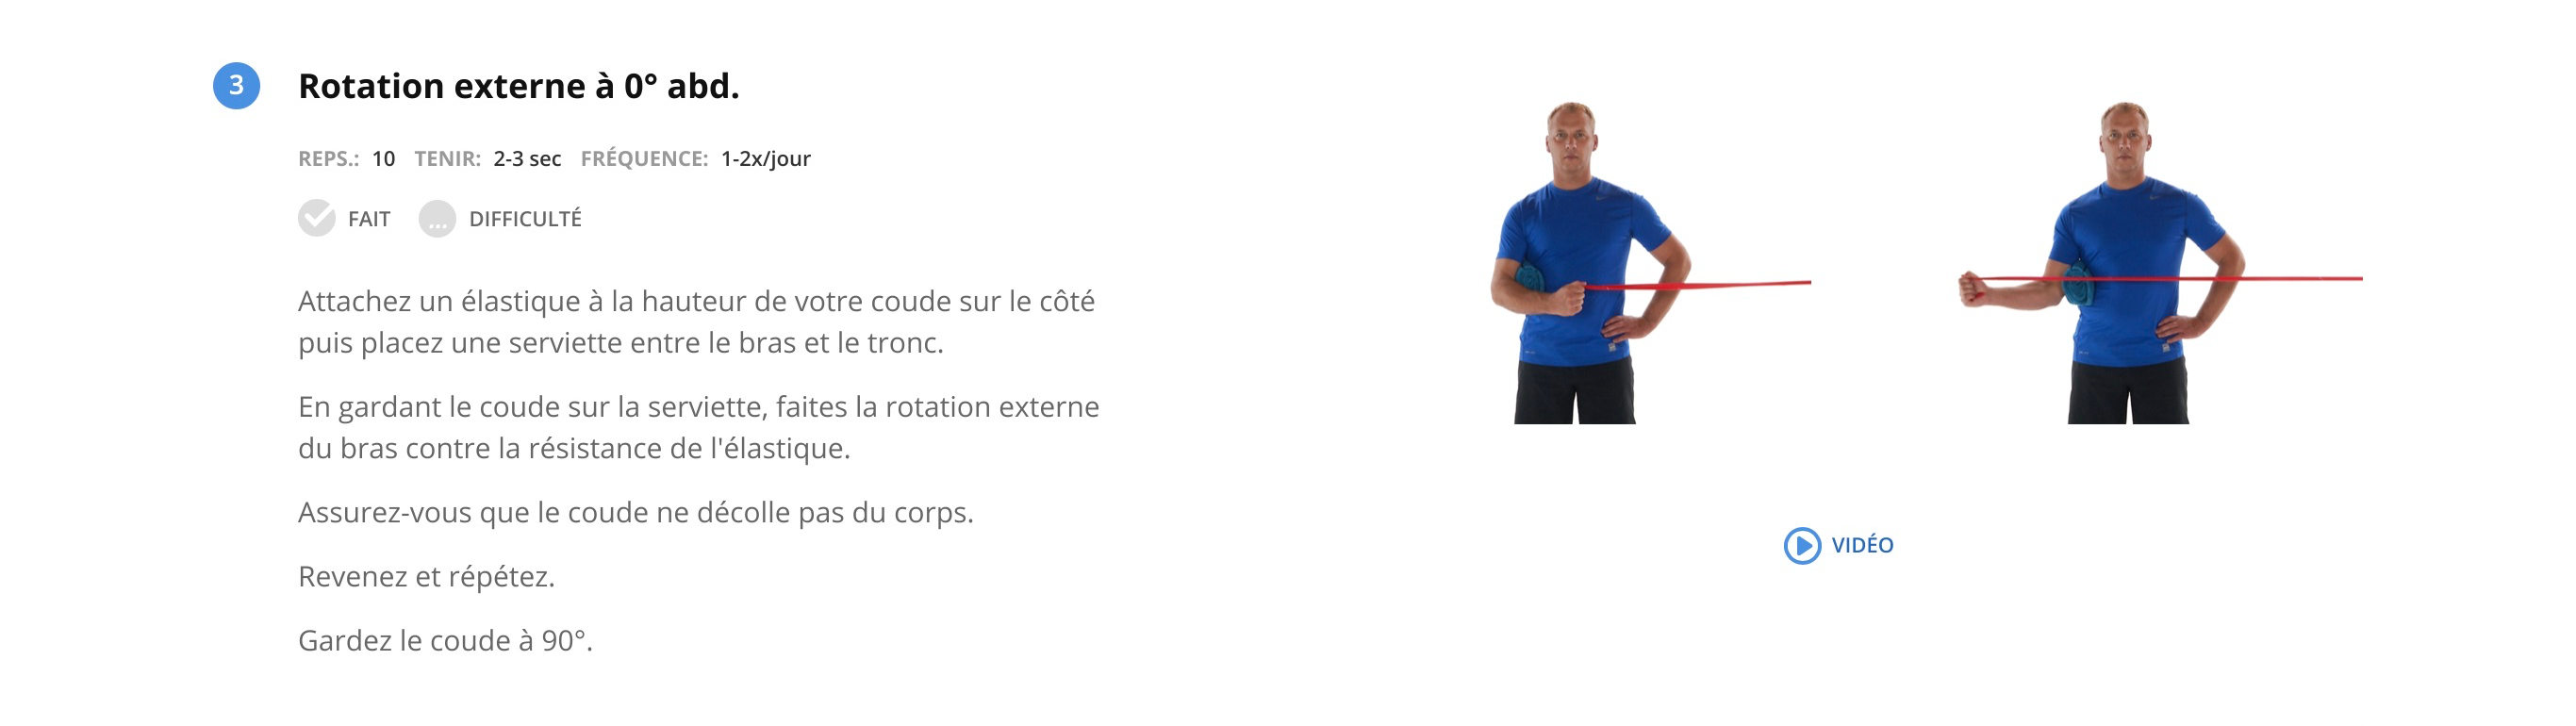 3 Rotation externe à 0° abd.
REPS.: 10 TENIR: 2-3 sec FRÉQUENCE: 1-2x/jour
FAIT ... DIFFICULTÉ
Attachez un élastique à la hauteur de votre coude sur le côté
puis placez une serviette entre le bras et le tronc.
En gardant le coude sur la serviette, faites la rotation externe
du bras contre la résistance de l'élastique.
Assurez-vous que le coude ne décolle pas du corps.
Revenez et répétez.
Gardez le coude à 90°.
VIDÉO